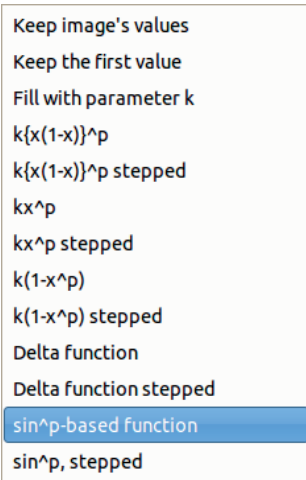 Keep image's values
Keep the first value
Fill with parameter k
k{x(1-x)}^p
k{x(1-x)}^p stepped
kx^p
kx^p stepped
k(1-x^p)
k(1-x^p) stepped
Delta function
Delta function stepped
sin^p-based function
sin^p, stepped